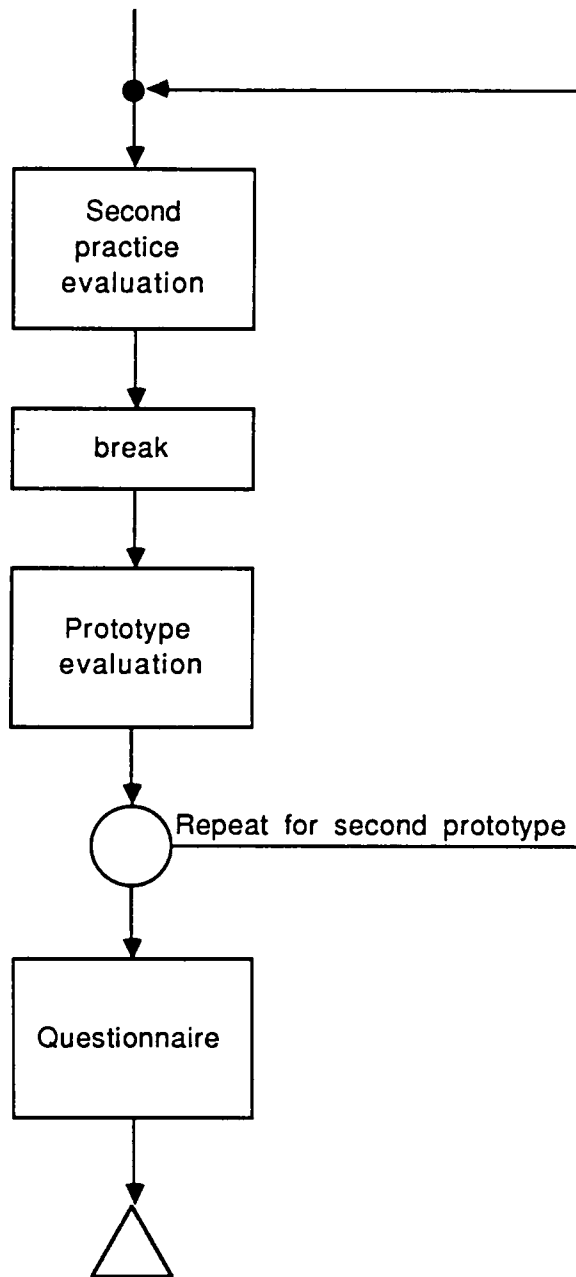 Second
practice
evaluation
break
Prototype
evaluation
Repeat for second prototype
Questionnaire